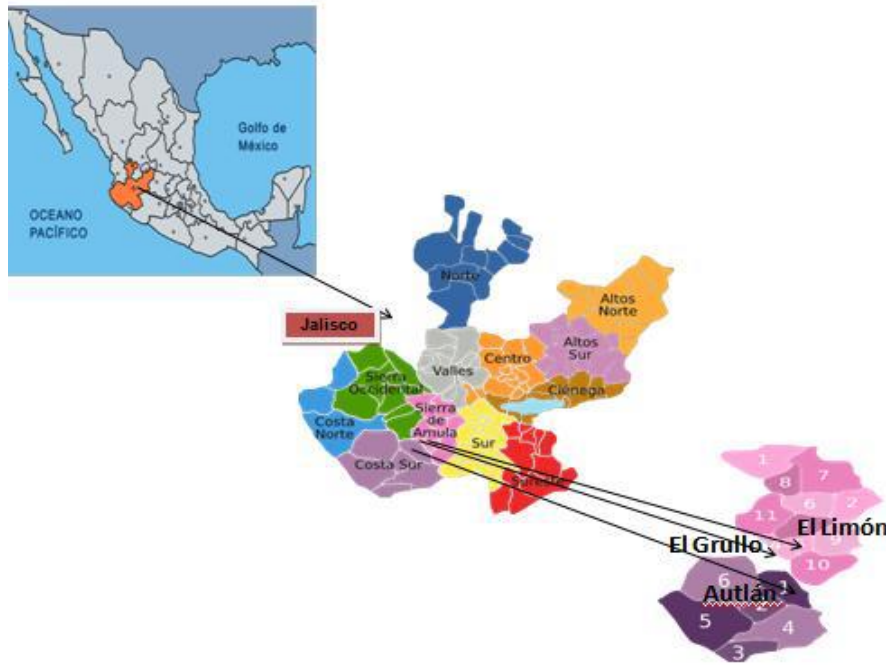 Golfo de
México
OCEANO
PACÍFICO
Jalisco
Norte
Altos
Norte
Altos
Sur
Centro
Valles
Ciénega
Sierra
Occidental
Sierra
de
Amula
Costa
Norte
Sur
Costa Sur
Sureste
1
7
8
6
2
11
El Limón
9
El Grullo
10
6
1
Autlán
2
5
4
3